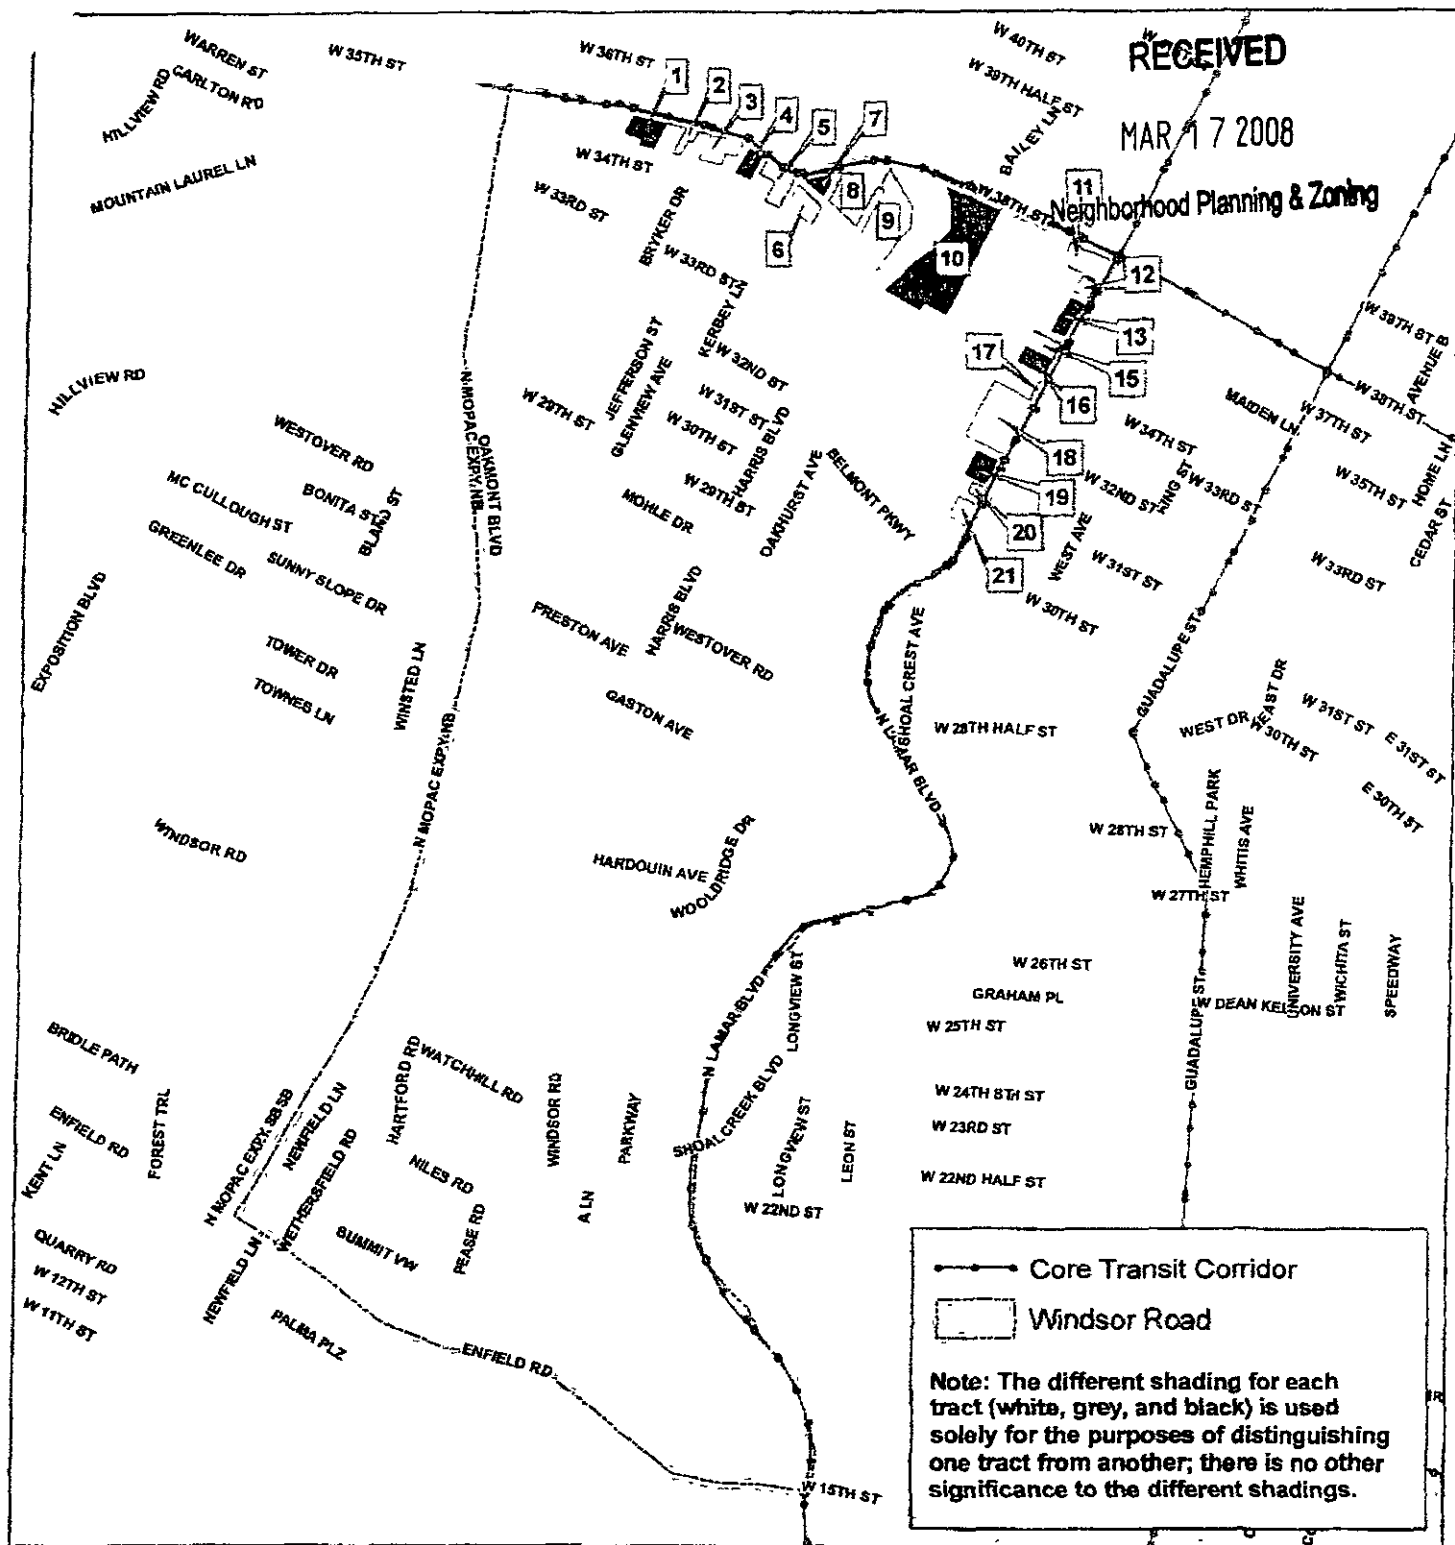 WARREN ST
W 35TH ST
W 36TH ST
W 40TH ST
RECEIVED
CARLTON RD
HILLVIEW RD
W 39TH HALF ST
MAR 17 2008
BAILEY LN
1
2
3
4
5
7
W 34TH ST
MOUNTAIN LAUREL LN
W 33RD ST
8
9
6
10
W 38TH ST
11
Neighborhood Planning & Zoning
BRYKER DR
W 33RD ST
KERBEY LN
12
13
15
16
17
18
19
20
21
JEFFERSON ST
GLENVIEW AVE
W 32ND ST
W 31ST ST
W 30TH ST
HARRIS BLVD
W 29TH ST
W 29TH ST
HILLVIEW RD
WESTOVER RD
N MOPAC EXPY NB
OAKMONT BLVD
W 39TH ST
AVENUE B
W 38TH ST
W 37TH ST
MAIDEN LN
W 34TH ST
W 33RD ST
W 35TH ST
HOME LN
CEDAR ST
W 32ND ST
KING ST
WEST AVE
W 31ST ST
W 30TH ST
W 33RD ST
BONITA ST
BLAND ST
MC CULLOUGH ST
GREENLEE DR
SUNNY SLOPE DR
MOHLE DR
OAKHURST AVE
BELMONT PKWY
EXPOSITION BLVD
TOWER DR
TOWNES LN
WINSTED LN
PRESTON AVE
HARRIS BLVD
WESTOVER RD
GASTON AVE
SHOAL CREST AVE
N LAMAR BLVD
W 28TH HALF ST
GUADALUPE ST
WEST DR
EAST DR
W 30TH ST
W 31ST ST
E 31ST ST
E 30TH ST
N MOPAC EXPY NB
WINDSOR RD
HARDOUIN AVE
WOOLDRIDGE DR
W 28TH ST
HEMPHILL PARK
WHITIS AVE
W 27TH ST
W 26TH ST
GRAHAM PL
W 25TH ST
W DEAN KEETON ST
UNIVERSITY AVE
WICHITA ST
SPEEDWAY
LONGVIEW ST
N LAMAR BLVD
GUADALUPE ST
BRIDLE PATH
ENFIELD RD
KENT LN
FOREST TRL
N MOPAC EXPY SB SB
NEWFIELD LN
HARTFORD RD
WATCHHILL RD
WETHERSFIELD RD
NILES RD
WINDSOR RD
PARKWAY
SHOAL CREEK BLVD
LONGVIEW ST
LEON ST
W 24TH ST
W 23RD ST
W 22ND HALF ST
W 22ND ST
A LN
PEASE RD
SUMMIT VW
QUARRY RD
W 12TH ST
W 11TH ST
NEWFIELD LN
PALMA PLZ
ENFIELD RD
W 15TH ST
Core Transit Corridor
Windsor Road
Note: The different shading for each
tract (white, grey, and black) is used
solely for the purposes of distinguishing
one tract from another; there is no other
significance to the different shadings.